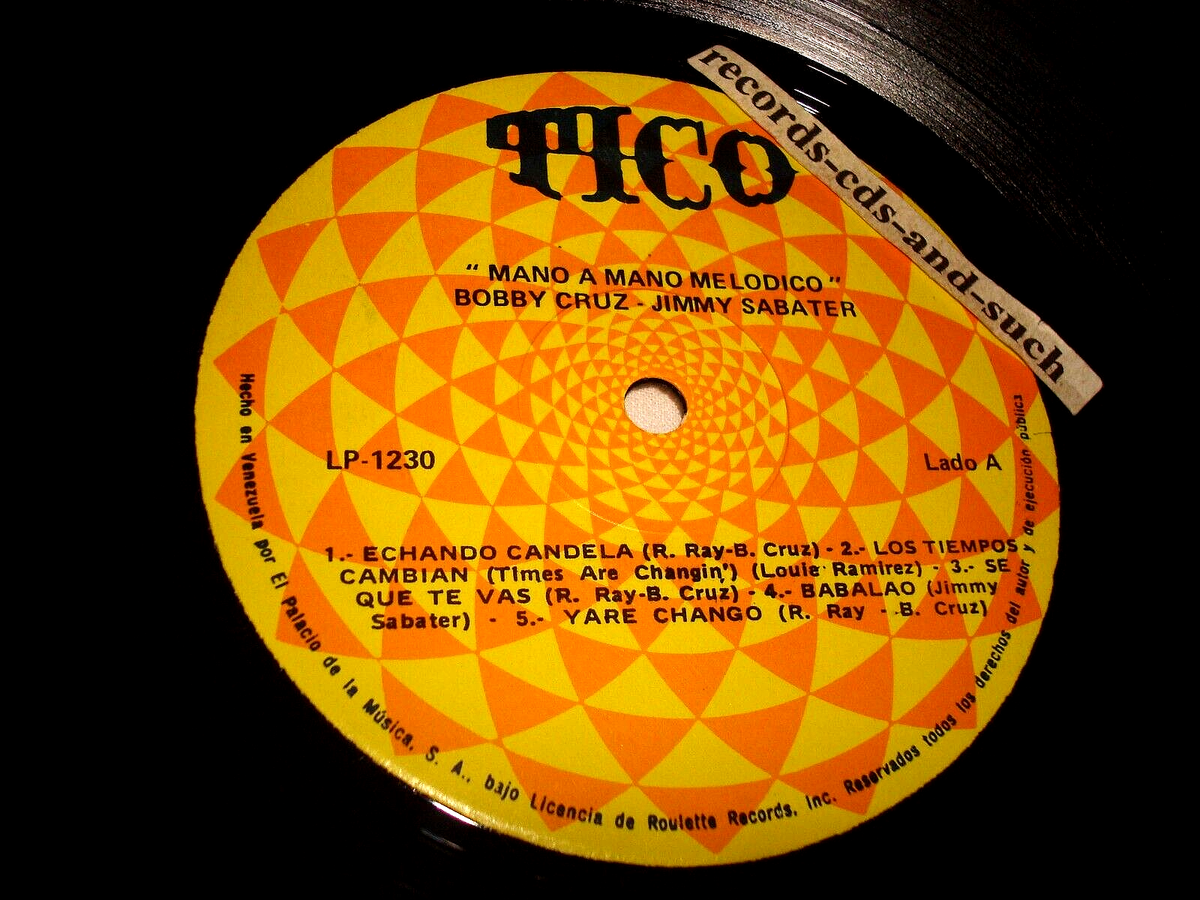 TICO
records-cds-and-such
" MANO A MANO MELODICO "
BOBBY CRUZ - JIMMY SABATER
LP-1230
Lado A
1.- ECHANDO CANDELA (R. Ray-B. Cruz) - 2.- LOS TIEMPOS
CAMBIAN (Times Are Changin') (Louie Ramirez) - 3.- SE
QUE TE VAS (R. Ray-B. Cruz) - 4.- BABALAO (Jimmy
Sabater) - 5.- YARE CHANGO (R. Ray - B. Cruz)
Hecho en Venezuela por El Palacio de la Música, S. A., bajo Licencia de Roulette Records, Inc. Reservados todos los derechos del autor y de ejecución pública